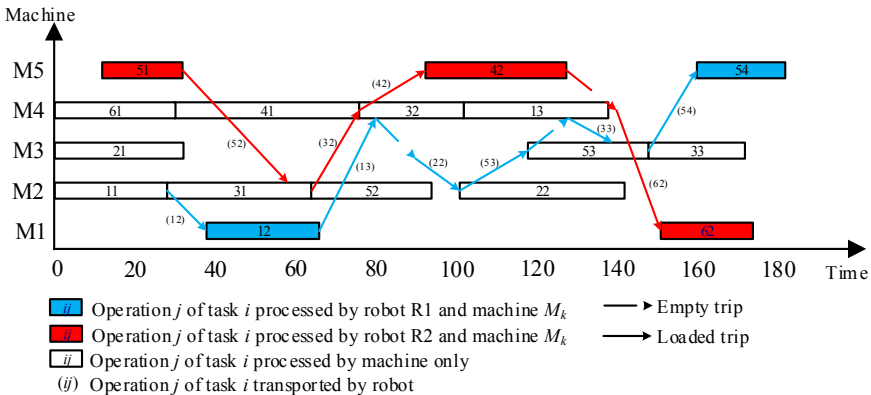 Machine
M5 51 (42) 42 54
M4 61 41 32 13 (54)
M3 21 (52) (32) (13) (22) (53) (33) 53 33
M2 11 31 52 22 (62)
M1 (12) 12 62
0 20 40 60 80 100 120 140 160 180 Time
ij Operation j of task i processed by robot R1 and machine Mk Empty trip
ij Operation j of task i processed by robot R2 and machine Mk Loaded trip
ij Operation j of task i processed by machine only
(ij) Operation j of task i transported by robot